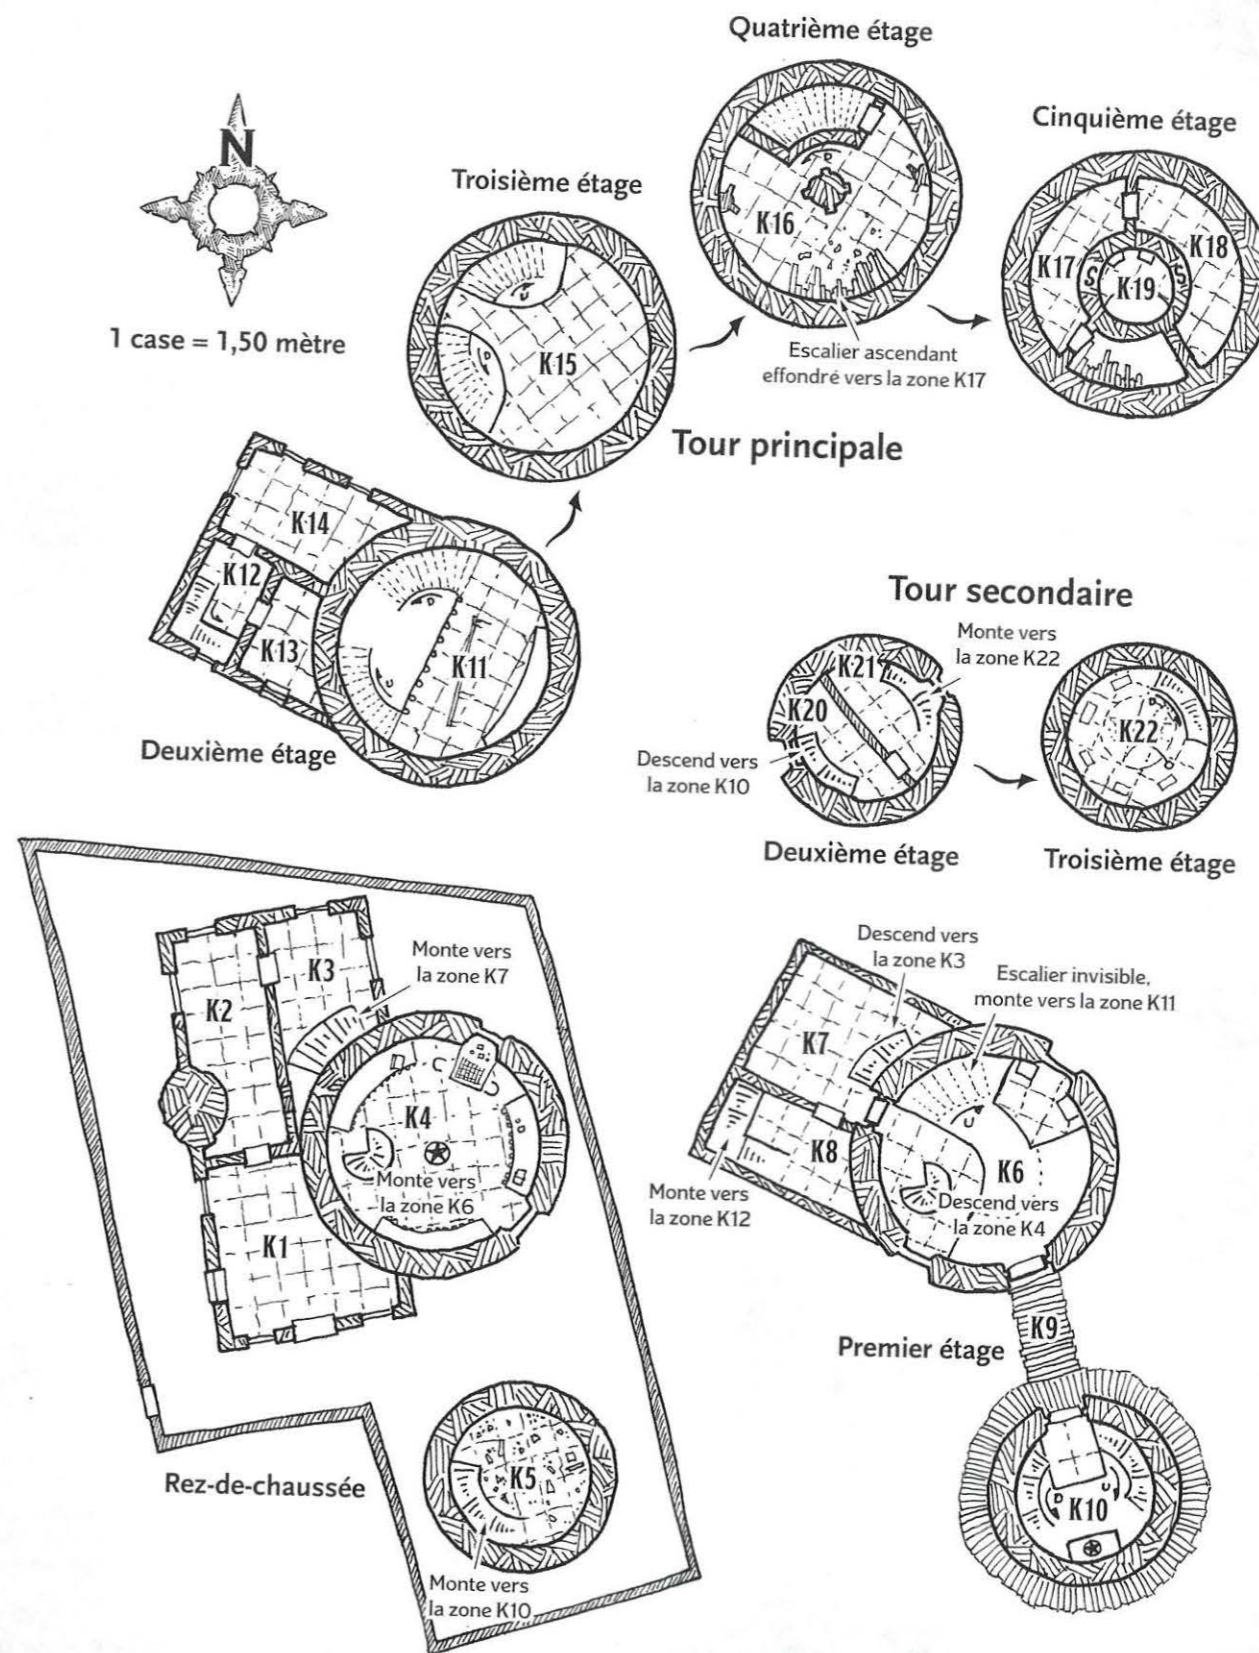 Quatrième étage
N
Cinquième étage
Troisième étage
K16
K17
K18
S
K19
S
D
U
D
K15
1 case = 1,50 mètre
Escalier ascendant
effondré vers la zone K17
Tour principale
K14
K12
K13
K11
D
U
Deuxième étage
Tour secondaire
Monte vers
la zone K22
K21
K20
D
K22
Descend vers
la zone K10
Deuxième étage
Troisième étage
Monte vers
la zone K7
K3
K2
K4
Monte vers
la zone K6
K1
K5
Monte vers
la zone K10
Rez-de-chaussée
Descend vers
la zone K3
Escalier invisible,
monte vers la zone K11
K7
U
K8
K6
Monte vers
la zone K12
Descend vers
la zone K4
K9
Premier étage
D
U
K10